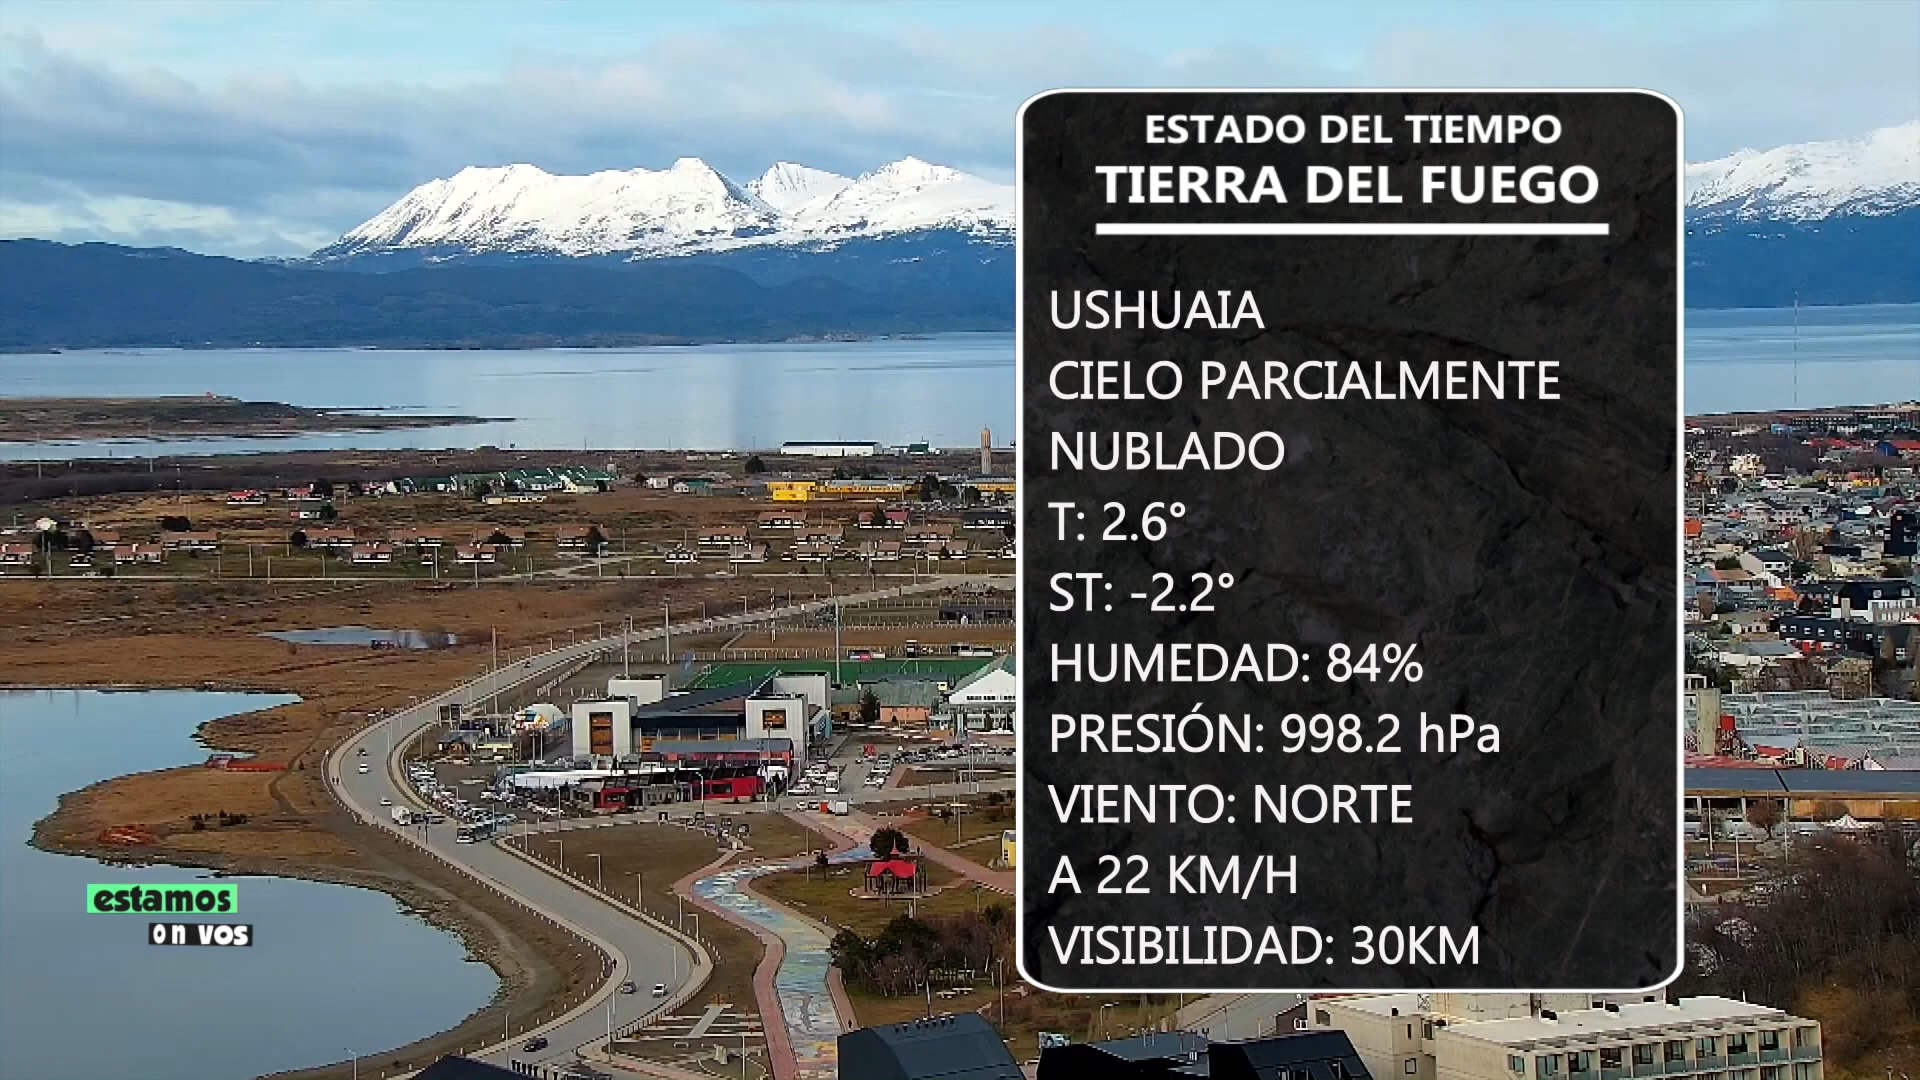 ESTADO DEL TIEMPO
TIERRA DEL FUEGO
USHUAIA
CIELO PARCIALMENTE
NUBLADO
T: 2.6°
ST: -2.2°
HUMEDAD: 84%
PRESIÓN: 998.2 hPa
VIENTO: NORTE
A 22 KM/H
VISIBILIDAD: 30KM
estamos
on vos